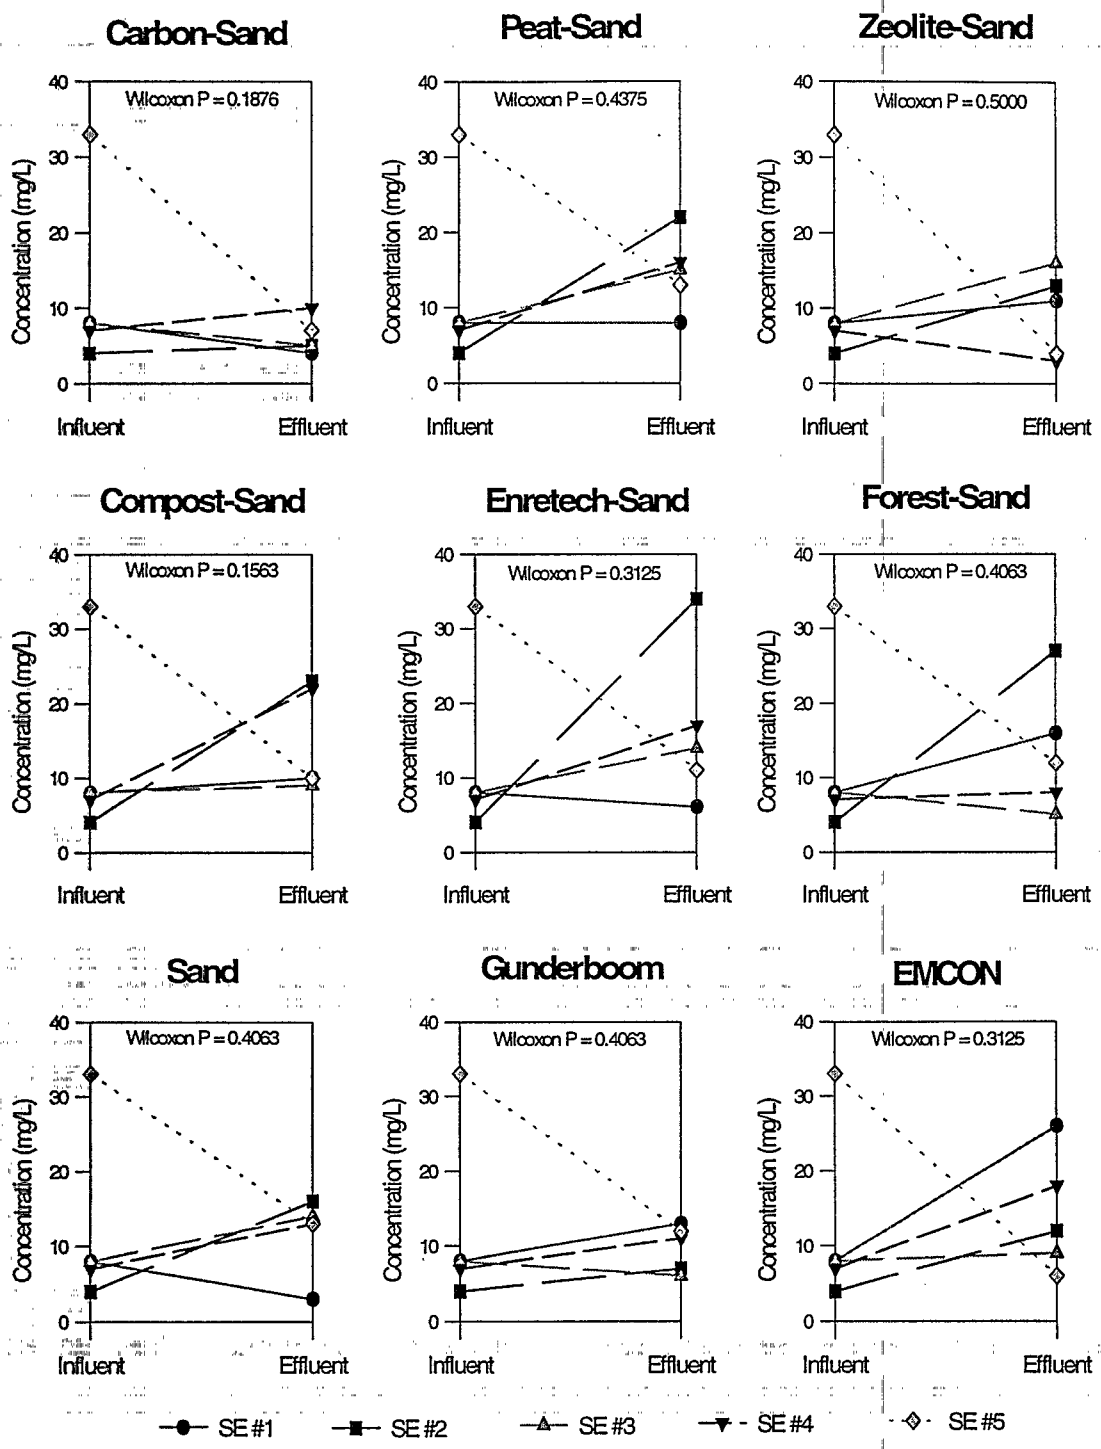 Carbon-Sand
Peat-Sand
Zeolite-Sand
Wilcoxon P = 0.1876
Wilcoxon P = 0.4375
Wilcoxon P = 0.5000
Concentration (mg/L)
40
30
20
10
0
Influent Effluent
Concentration (mg/L)
40
30
20
10
0
Influent Effluent
Concentration (mg/L)
40
30
20
10
0
Influent Effluent
Compost-Sand
Enretech-Sand
Forest-Sand
Wilcoxon P = 0.1563
Wilcoxon P = 0.3125
Wilcoxon P = 0.4063
Concentration (mg/L)
40
30
20
10
0
Influent Effluent
Concentration (mg/L)
40
30
20
10
0
Influent Effluent
Concentration (mg/L)
40
30
20
10
0
Influent Effluent
Sand
Gunderboom
EMCON
Wilcoxon P = 0.4063
Wilcoxon P = 0.4063
Wilcoxon P = 0.3125
Concentration (mg/L)
40
30
20
10
0
Influent Effluent
Concentration (mg/L)
40
30
20
10
0
Influent Effluent
Concentration (mg/L)
40
30
20
10
0
Influent Effluent
SE #1 SE #2 SE #3 SE #4 SE #5